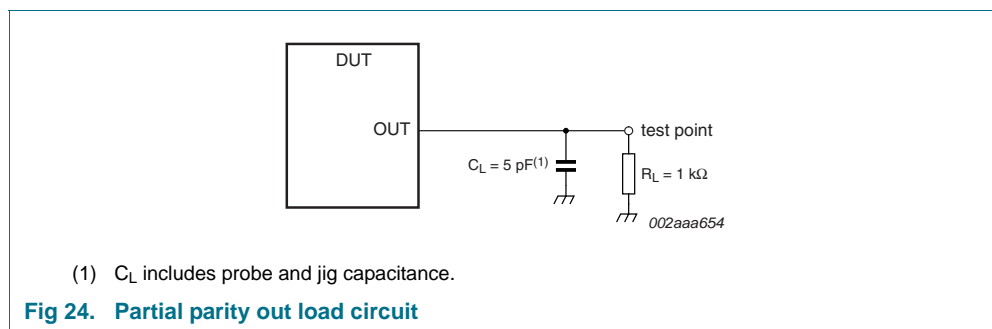 DUT
OUT
test point
C_L = 5 pF(1)
R_L = 1 kΩ
002aaa654
(1) C_L includes probe and jig capacitance.
Fig 24. Partial parity out load circuit